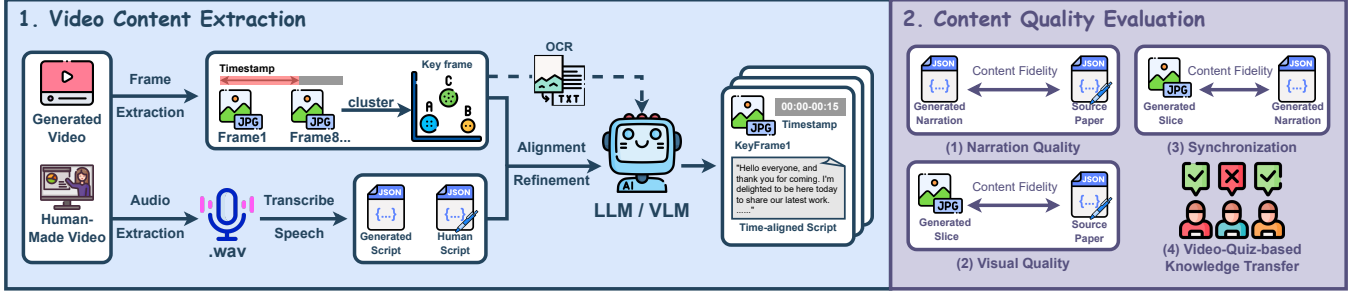 1. Video Content Extraction
Generated
Video
Human-
Made Video
Frame
Extraction
Audio
Extraction
Timestamp
JPG
Frame1
JPG
Frame8...
cluster
Key frame
A
C
B
.wav
Transcribe
Speech
JSON
{...}
Generated
Script
JSON
{...}
Human
Script
OCR
TXT
Alignment
Refinement
AI
LLM / VLM
JPG
KeyFrame1
00:00-00:15
Timestamp
"Hello everyone, and
thank you for coming. I'm
delighted to be here today
to share our latest work.
......"
Time-aligned Script
2. Content Quality Evaluation
JSON
{...}
Generated
Narration
Content Fidelity
JSON
{...}
Source
Paper
(1) Narration Quality
JPG
Generated
Slice
Content Fidelity
JSON
{...}
Source
Paper
(2) Visual Quality
JPG
Generated
Slice
Content Fidelity
JSON
{...}
Generated
Narration
(3) Synchronization
(4) Video-Quiz-based
Knowledge Transfer